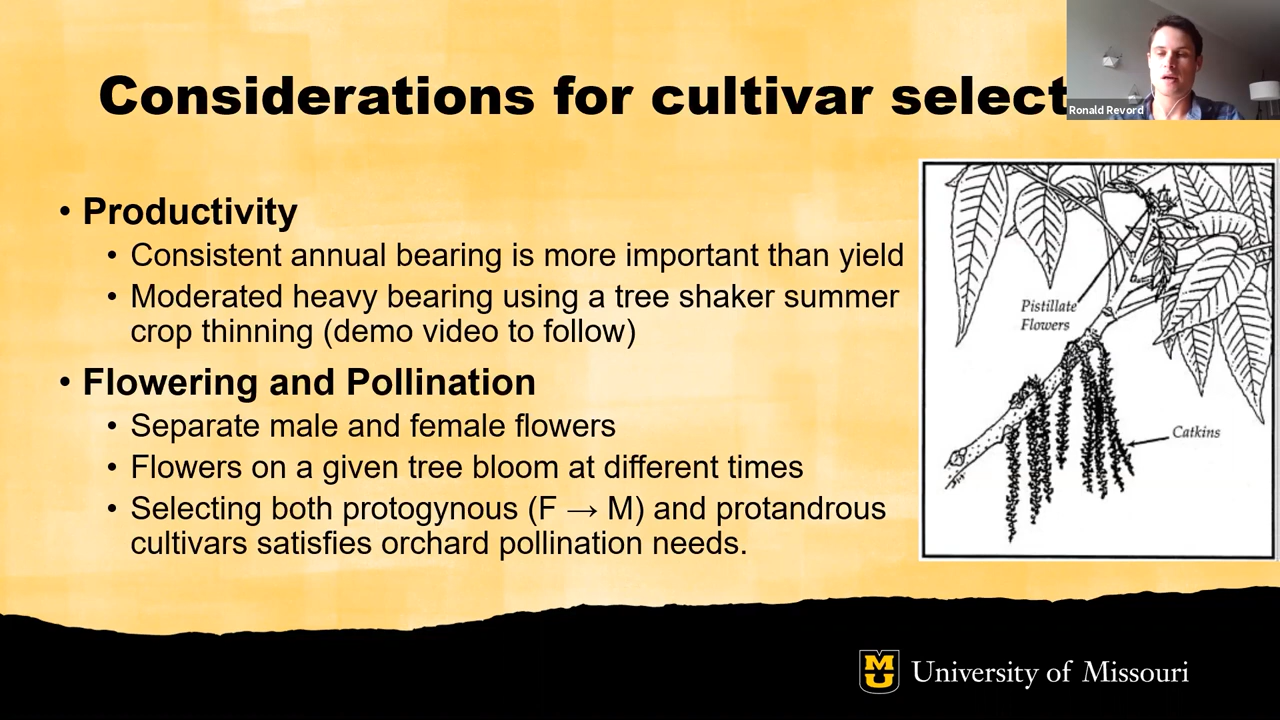 Considerations for cultivar select
Ronald Revord
• Productivity
• Consistent annual bearing is more important than yield
• Moderated heavy bearing using a tree shaker summer
crop thinning (demo video to follow)
• Flowering and Pollination
• Separate male and female flowers
• Flowers on a given tree bloom at different times
• Selecting both protogynous (F → M) and protandrous
cultivars satisfies orchard pollination needs.
Pistillate
Flowers
Catkins
MU
University of Missouri